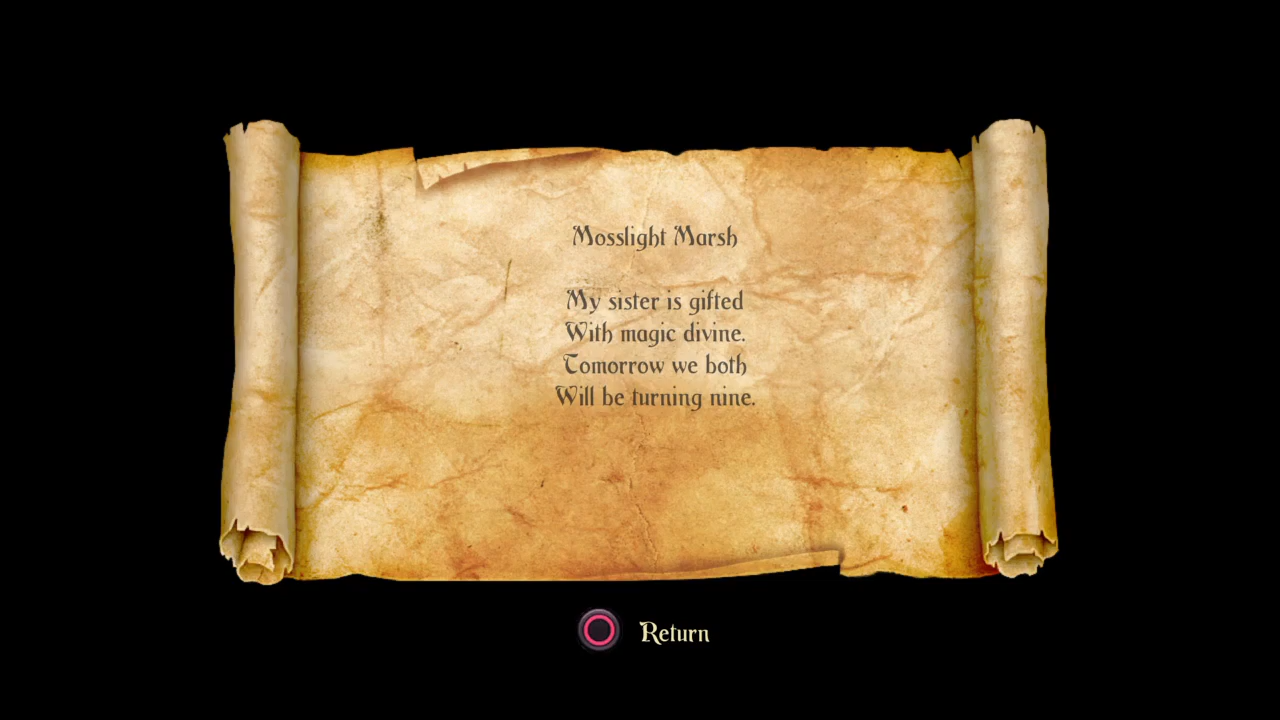 Mosslight Marsh
My sister is gifted
With magic divine.
Tomorrow we both
Will be turning nine.
Return